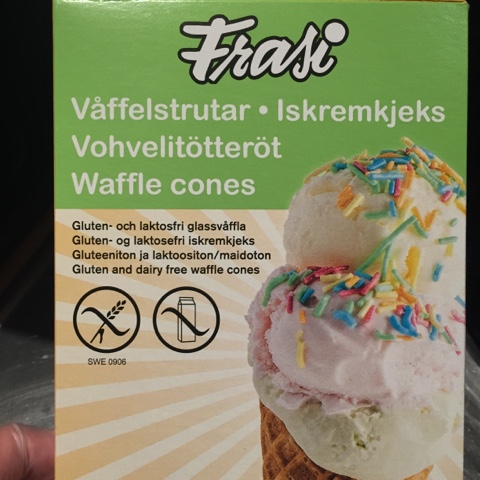 Frasi
Våffelstrutar • Iskremkjeks
Vohvelitötteröt
Waffle cones
Gluten- och laktosfri glassvåffla
Gluten- og laktosefri iskremkjeks
Gluteeniton ja laktoositon/maidoton
Gluten and dairy free waffle cones
SWE 0906